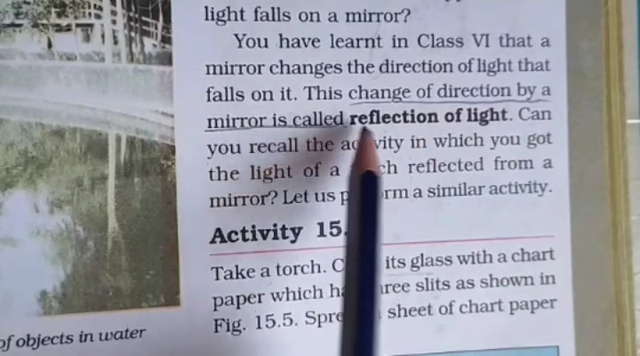 light falls on a mirror?
You have learnt in Class VI that a
mirror changes the direction of light that
falls on it. This change of direction by a
mirror is called reflection of light. Can
you recall the activity in which you got
the light of a ch reflected from a
mirror? Let us perform a similar activity.
Activity 15.
Take a torch. its glass with a chart
paper which has three slits as shown in
Fig. 15.5. sheet of chart paper
of objects in water